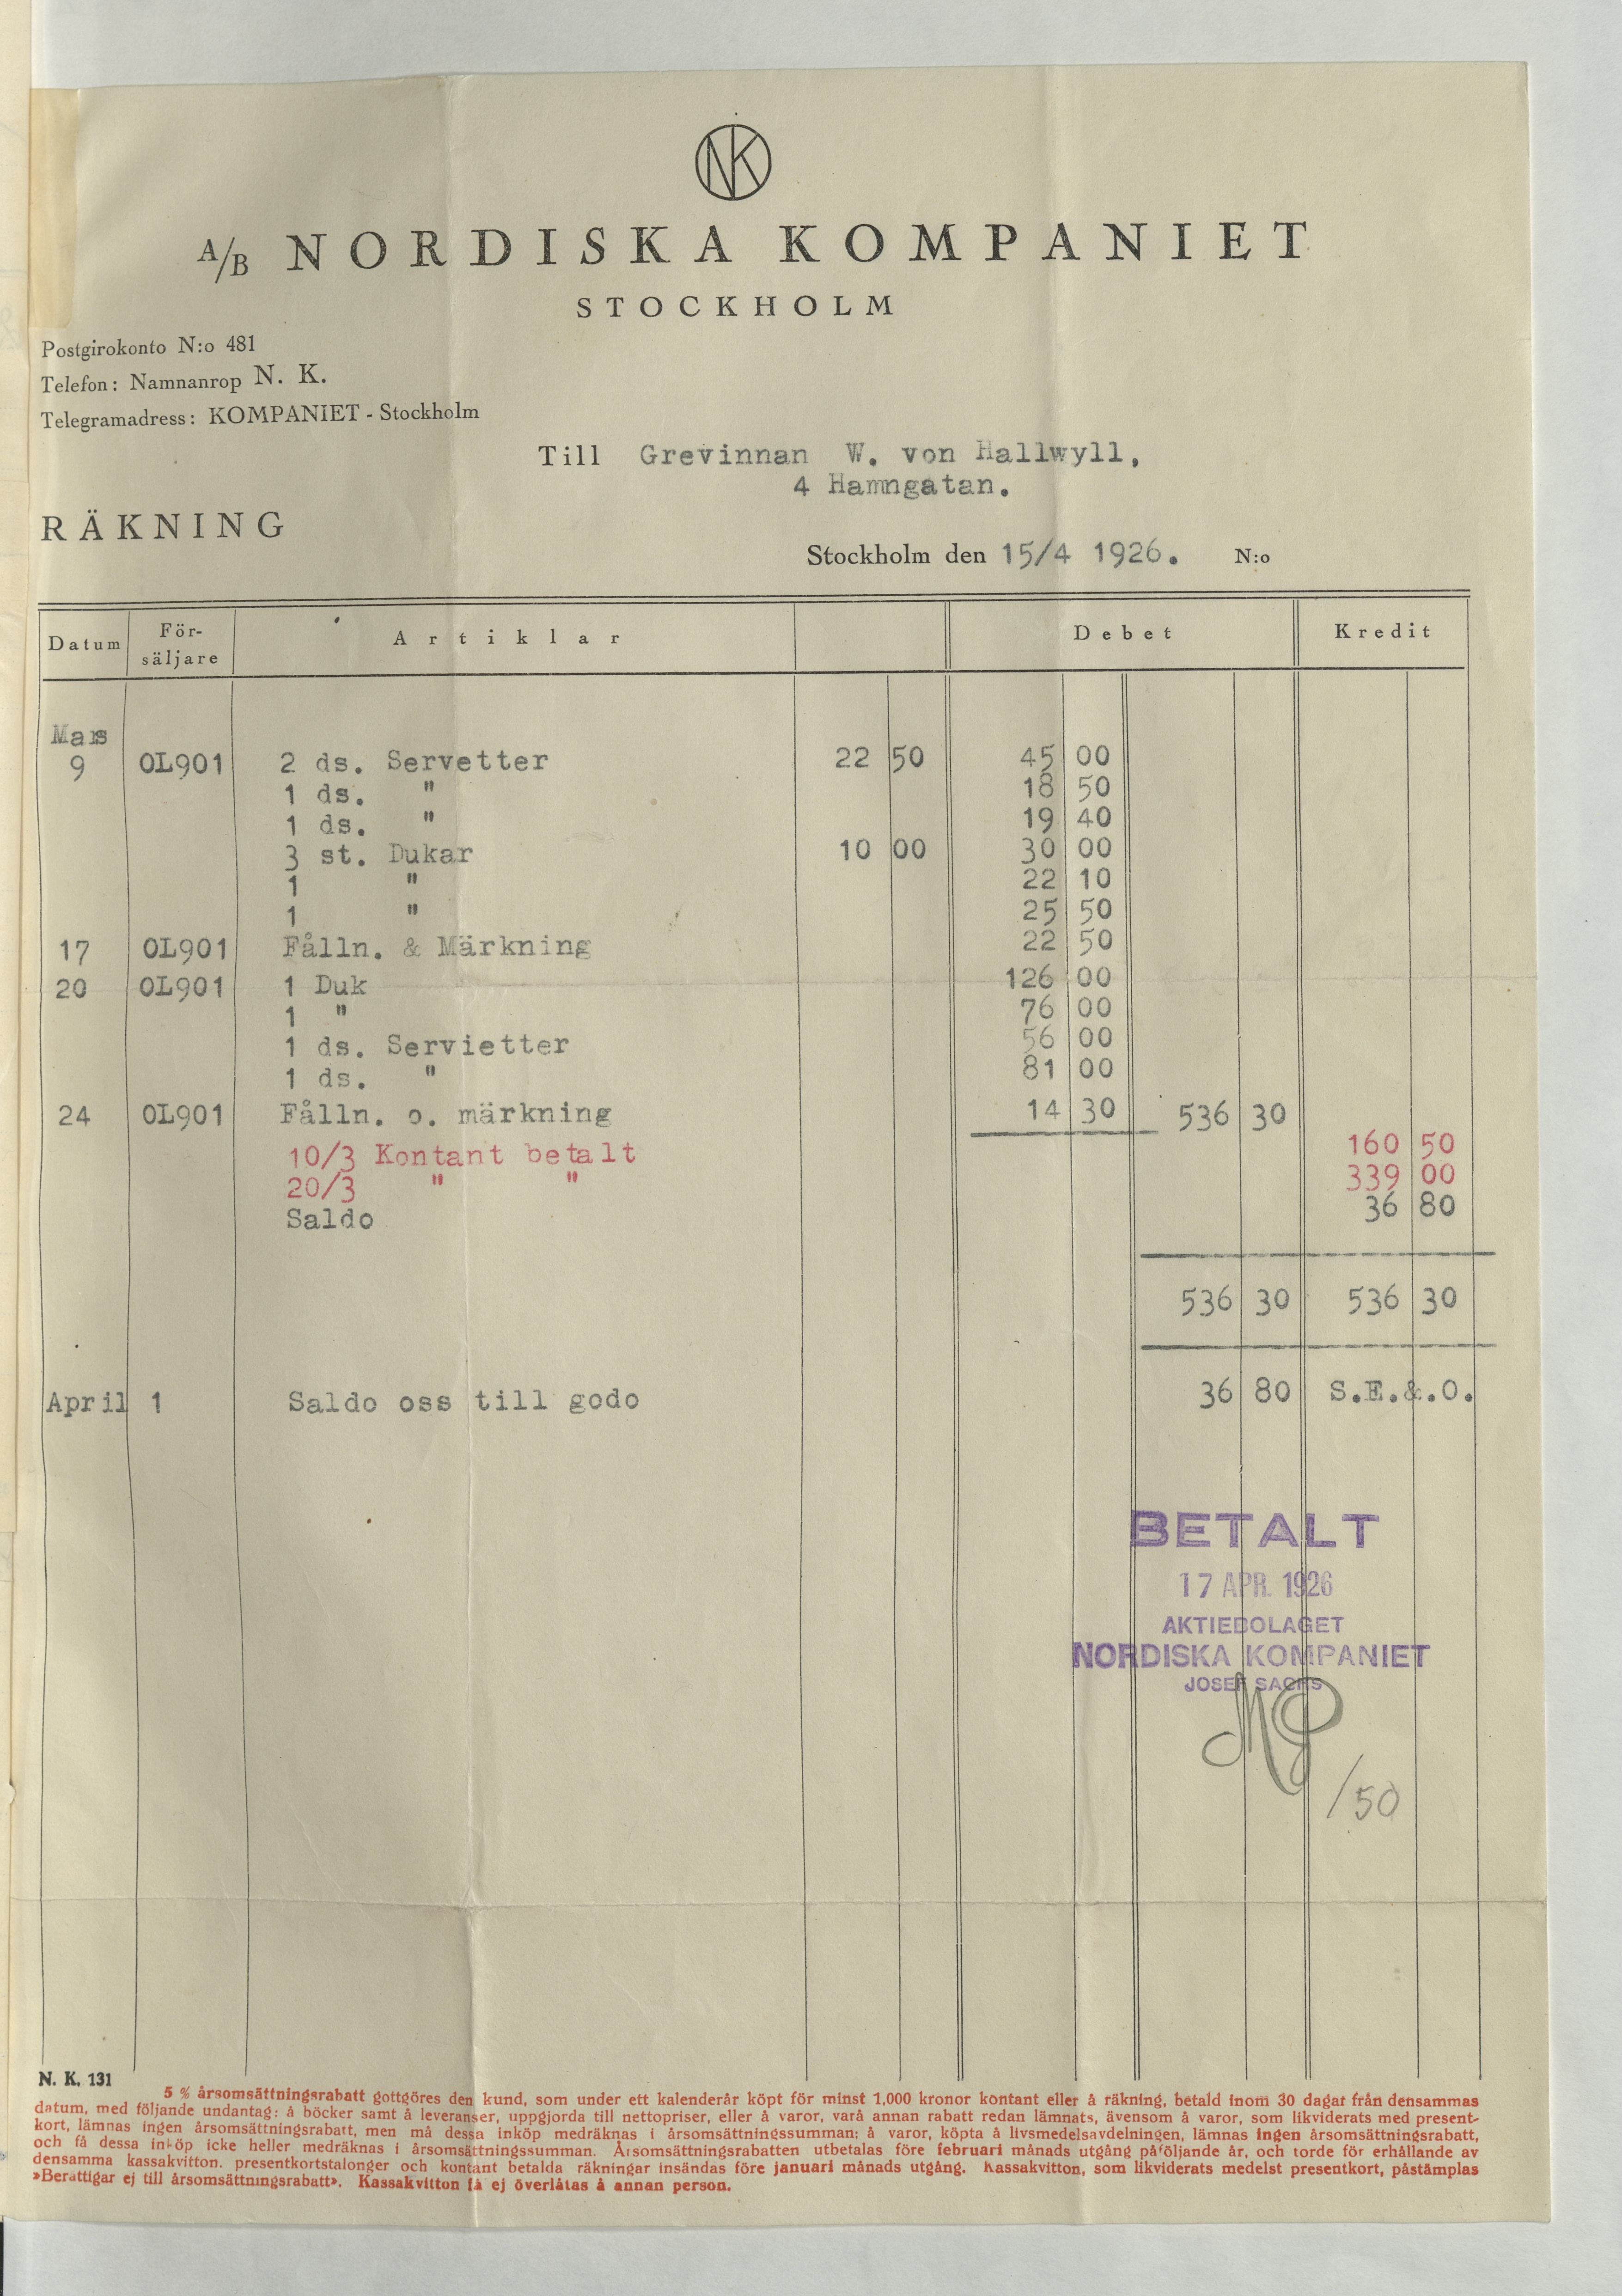 NK
A/B NORDISKA KOMPANIET
STOCKHOLM
Postgirokonto N:o 481
Telefon: Namnanrop N. K.
Telegramadress: KOMPANIET - Stockholm
Till Grevinnan W. von Hallwyll,
4 Hamngatan.
RÄKNING
Stockholm den 15/4 1926. N:o
Datum För-säljare Artiklar Debet Kredit
Mars
9 OL901 2 ds. Servetter 22 50 45 00
1 ds. " 18 50
1 ds. " 19 40
3 st. Dukar 10 00 30 00
1 " 22 10
1 " 25 50
17 OL901 Fålln. & Märkning 22 50
20 OL901 1 Duk 126 00
1 " 76 00
1 ds. Servietter 56 00
1 ds. " 81 00
24 OL901 Fålln. o. märkning 14 30 536 30
10/3 Kontant betalt 160 50
20/3 " " 339 00
Saldo 36 80
536 30 536 30
April 1 Saldo oss till godo 36 80 S.E.&.O.
BETALT
17 APR. 1926
AKTIEBOLAGET
NORDISKA KOMPANIET
JOSEF SACHS
/50
N. K. 131
5 % årsomsättningsrabatt gottgöres den kund, som under ett kalenderår köpt för minst 1,000 kronor kontant eller å räkning, betald inom 30 dagar från densammas
datum, med följande undantag: å böcker samt å leveranser, uppgjorda till nettopriser, eller å varor, varå annan rabatt redan lämnats, ävensom å varor, som likviderats med present-
kort, lämnas ingen årsomsättningsrabatt, men må dessa inköp medräknas i årsomsättningssumman; å varor, köpta å livsmedelsavdelningen, lämnas ingen årsomsättningsrabatt,
och få dessa inköp icke heller medräknas i årsomsättningssumman. Årsomsättningsrabatten utbetalas före februari månads utgång påföljande år, och torde för erhållande av
densamma kassakvitton, presentkortstalonger och kontant betalda räkningar insändas före januari månads utgång. Kassakvitton, som likviderats medelst presentkort, påstämplas
»Berättigar ej till årsomsättningsrabatt». Kassakvitton få ej överlåtas å annan person.